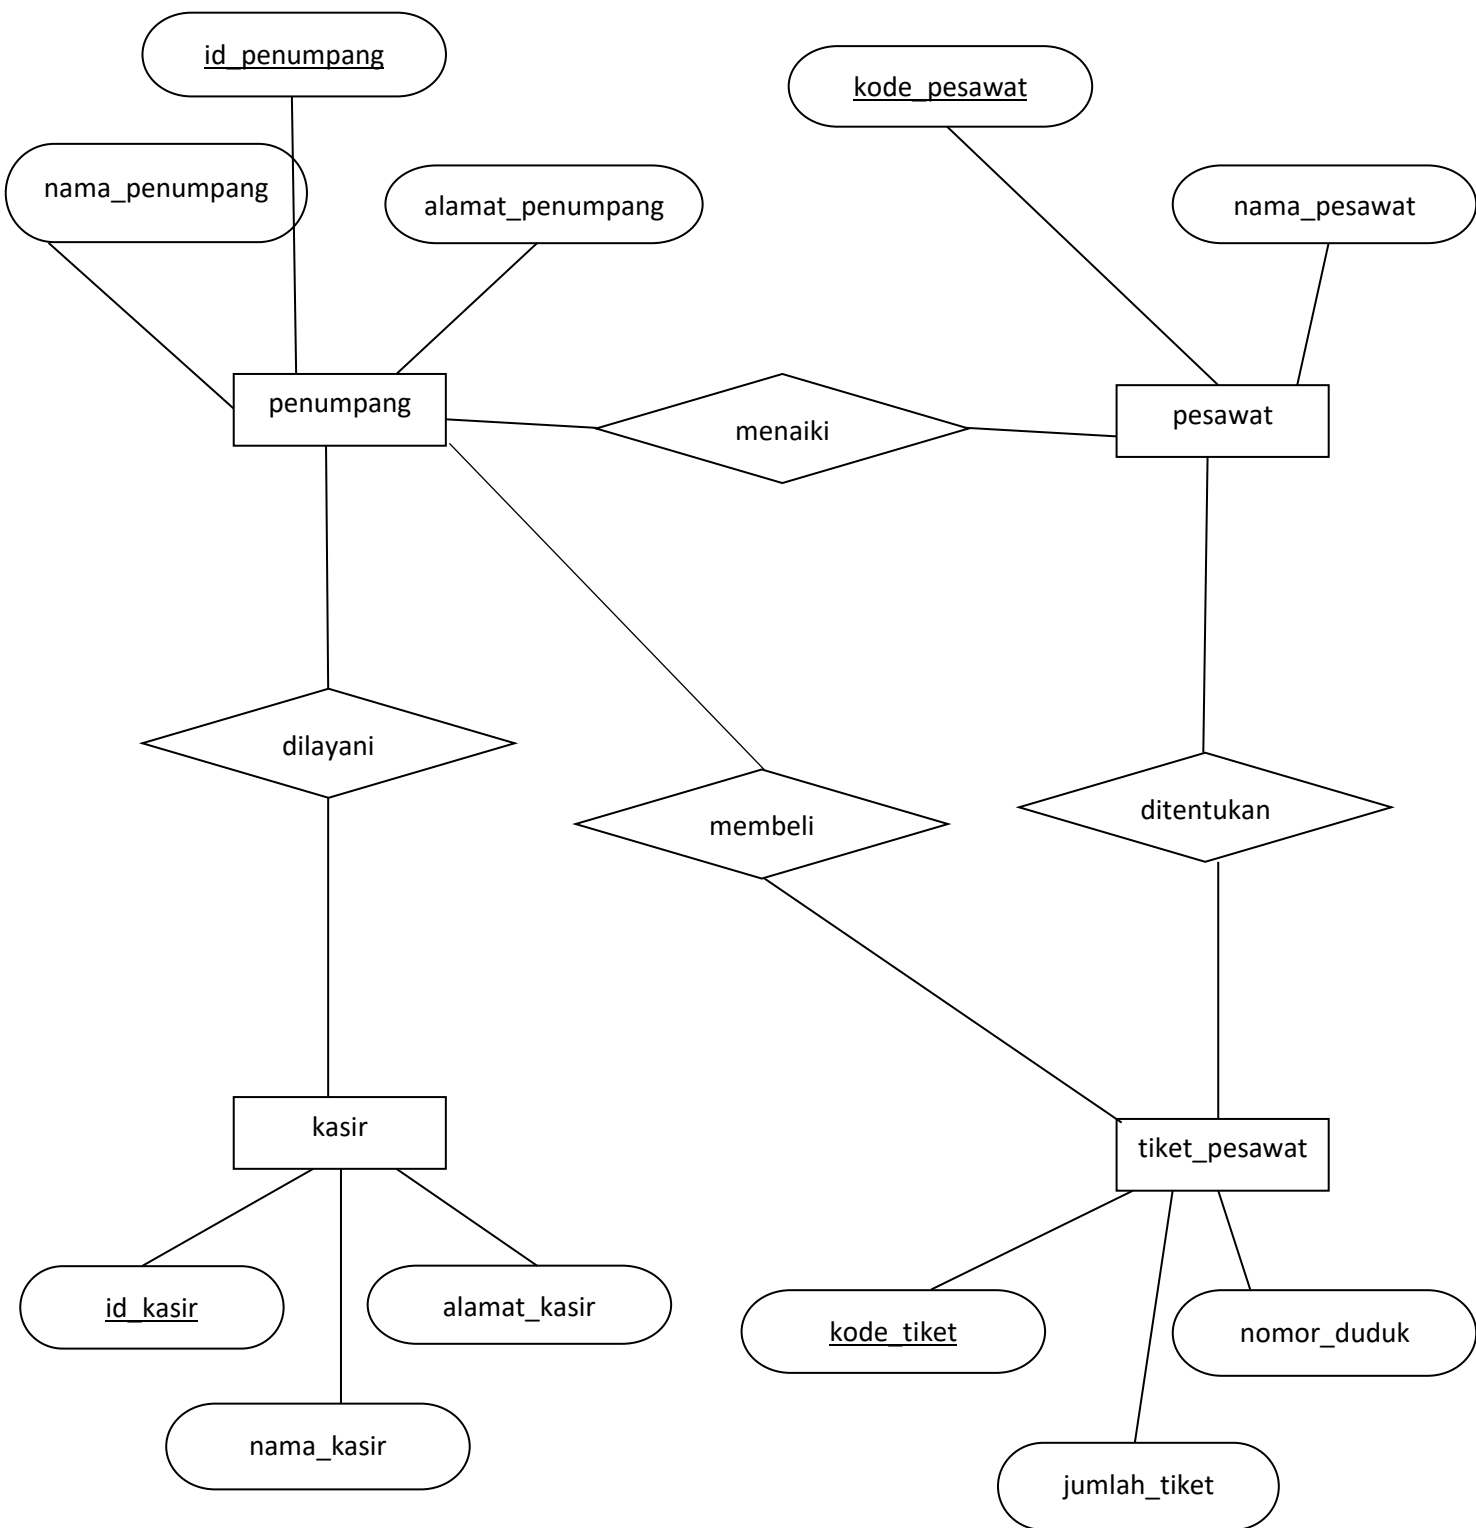 id_penumpang
kode_pesawat
nama_penumpang
alamat_penumpang
nama_pesawat
penumpang
menaiki
pesawat
dilayani
membeli
ditentukan
kasir
tiket_pesawat
id_kasir
alamat_kasir
kode_tiket
nomor_duduk
nama_kasir
jumlah_tiket